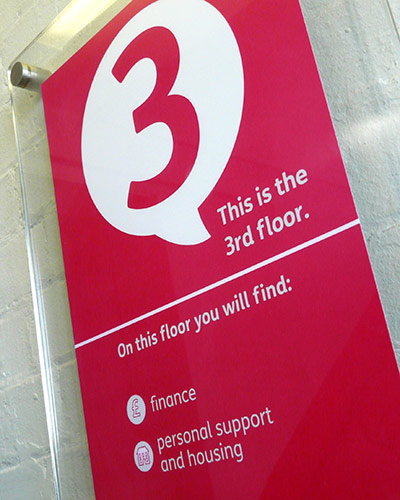 3
This is the
3rd floor.
On this floor you will find:
£ finance
personal support
and housing